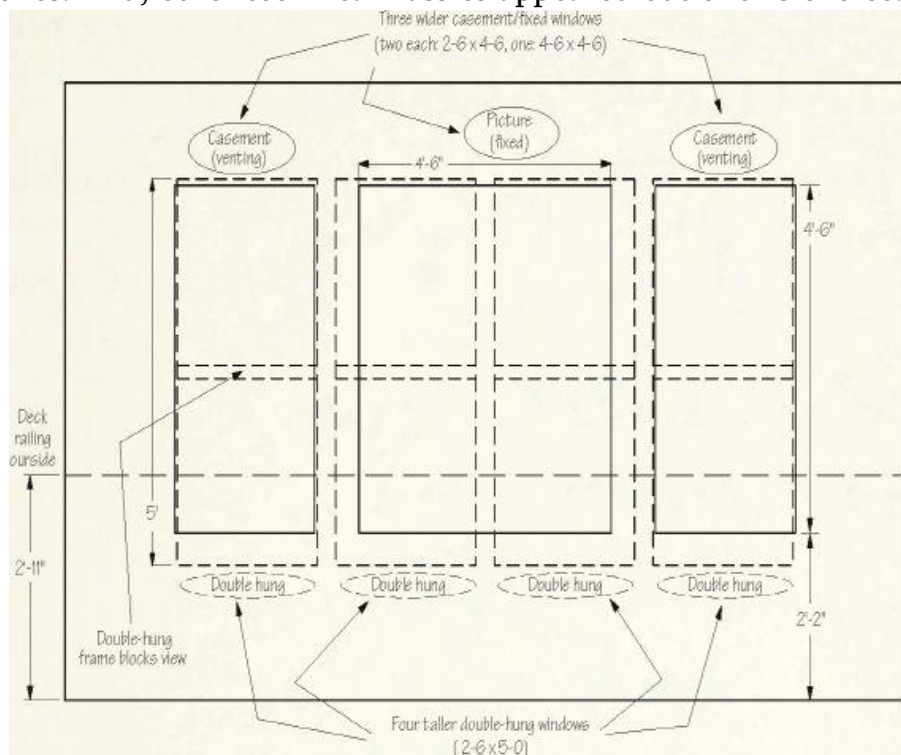 Three wider casement/fixed windows
(two each: 2-6 x 4-6, one: 4-6 x 4-6)
Casement
(venting)
Picture
(fixed)
Casement
(venting)
4'-6"
4'-6"
Deck
railing
ourside
5'
2'-11"
Double hung
Double hung
Double hung
Double hung
2'-2"
Double-hung
frame blocks view
Four taller double-hung windows
(2-6 x 5-0)